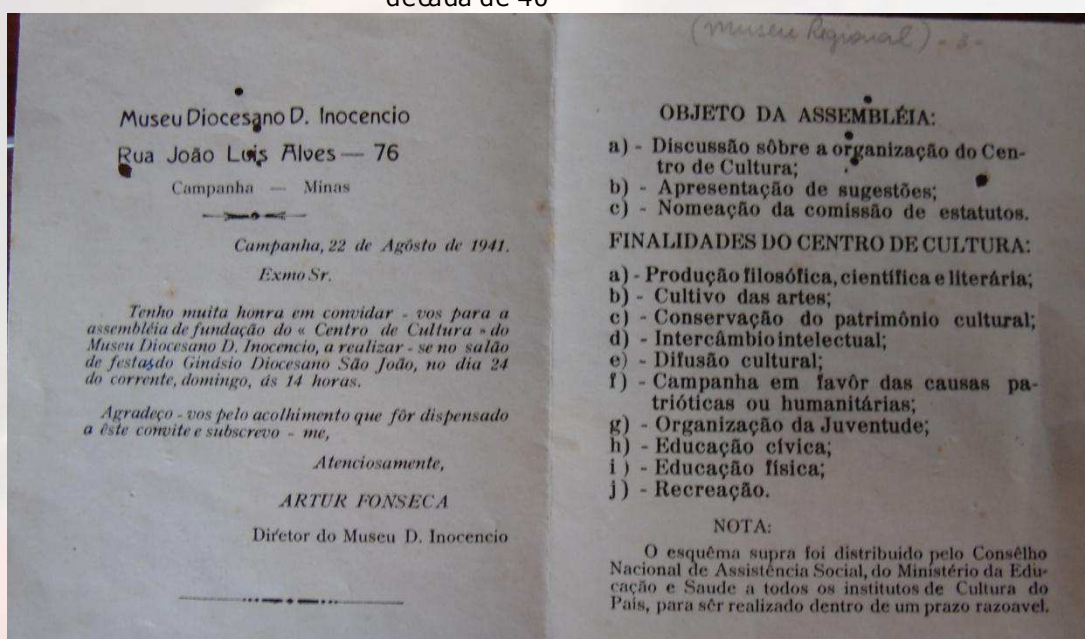 década de 40
(Museu Regional) - 3 -
Museu Diocesano D. Inocencio
Rua João Luis Alves — 76
Campanha — Minas
Campanha, 22 de Agôsto de 1941.
Exmo Sr.
Tenho muita honra em convidar - vos para a
assembléia de fundação do « Centro de Cultura » do
Museu Diocesano D. Inocencio, a realizar - se no salão
de festas do Ginásio Diocesano São João, no dia 24
do corrente, domingo, ás 14 horas.
Agradeço - vos pelo acolhimento que fôr dispensado
a êste convite e subscrevo - me,
Atenciosamente,
ARTUR FONSECA
Diretor do Museu D. Inocencio
OBJETO DA ASSEMBLÉIA:
a) - Discussão sôbre a organização do Cen-
tro de Cultura;
b) - Apresentação de sugestões;
c) - Nomeação da comissão de estatutos.
FINALIDADES DO CENTRO DE CULTURA:
a) - Produção filosófica, científica e literária;
b) - Cultivo das artes;
c) - Conservação do patrimônio cultural;
d) - Intercâmbio intelectual;
e) - Difusão cultural;
f) - Campanha em favôr das causas pa-
trióticas ou humanitárias;
g) - Organização da Juventude;
h) - Educação cívica;
i) - Educação física;
j) - Recreação.
NOTA:
O esquêma supra foi distribuido pelo Consêlho
Nacional de Assistência Social, do Ministério da Edu-
cação e Saude a todos os institutos de Cultura do
País, para sêr realizado dentro de um prazo razoavel.